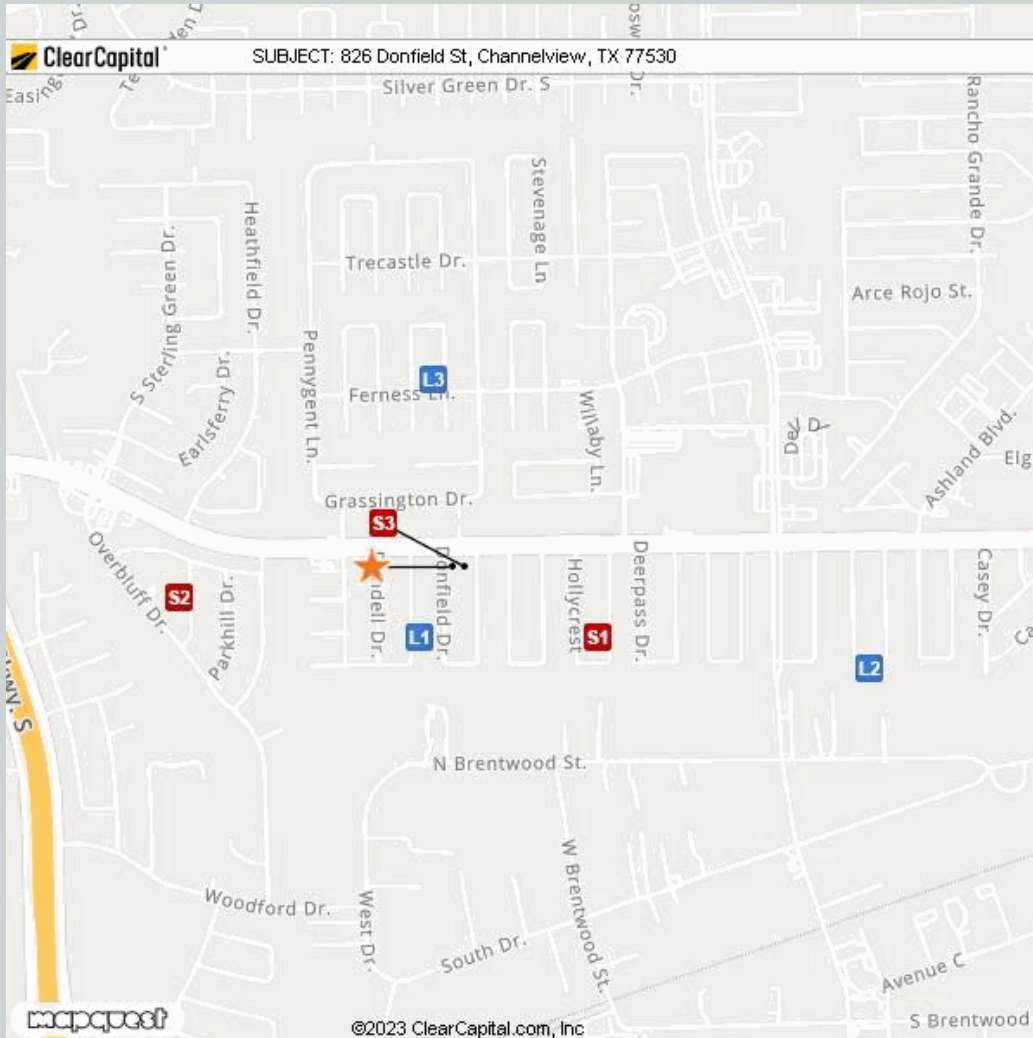 ClearCapital
SUBJECT: 826 Donfield St, Channelview, TX 77530
Silver Green Dr. S
Rancho Grande Dr.
Stevenage Ln
Heathfield Dr.
S Sterling Green Dr.
Trecastle Dr.
Arce Rojo St.
Pennygent Ln.
Earlsferry Dr.
L3
Ferness Ln.
Willaby Ln.
Ashland Blvd.
Grassington Dr.
S3
Overbluff Dr.
Parkhill Dr.
S2
Donfield Dr.
L1
Hollycrest
S1
Deerpass Dr.
Casey Dr.
L2
N Brentwood St.
W Brentwood St.
Woodford Dr.
West Dr.
South Dr.
Avenue C
S Brentwood
mapquest
©2023 ClearCapital.com, Inc